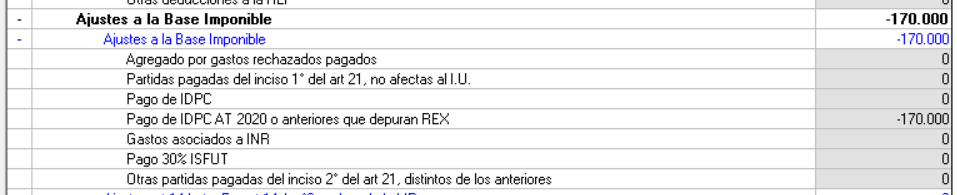 Otras deducciones a la
- Ajustes a la Base Imponible -170.000
- Ajustes a la Base Imponible -170.000
Agregado por gastos rechazados pagados 0
Partidas pagadas del inciso 1° del art 21, no afectas al I.U. 0
Pago de IDPC 0
Pago de IDPC AT 2020 o anteriores que depuran REX -170.000
Gastos asociados a INR 0
Pago 30% ISFUT 0
Otras partidas pagadas del inciso 2° del art 21, distintos de los anteriores 0